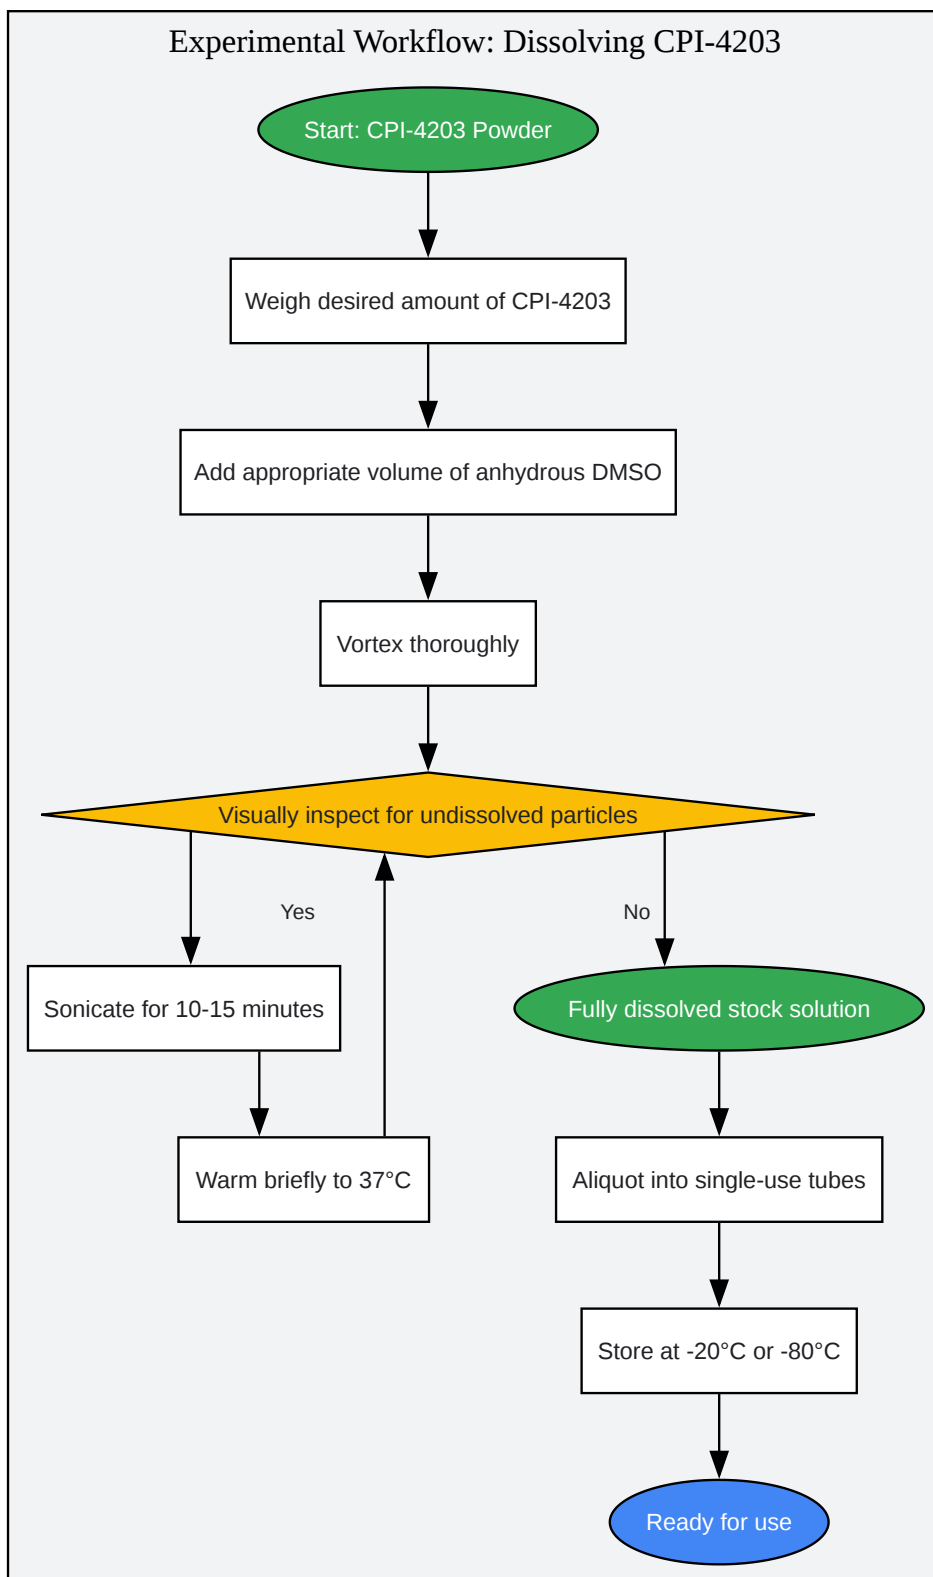 Experimental Workflow: Dissolving CPI-4203
Start: CPI-4203 Powder
Weigh desired amount of CPI-4203
Add appropriate volume of anhydrous DMSO
Vortex thoroughly
Visually inspect for undissolved particles
Yes
No
Sonicate for 10-15 minutes
Fully dissolved stock solution
Warm briefly to 37°C
Aliquot into single-use tubes
Store at -20°C or -80°C
Ready for use